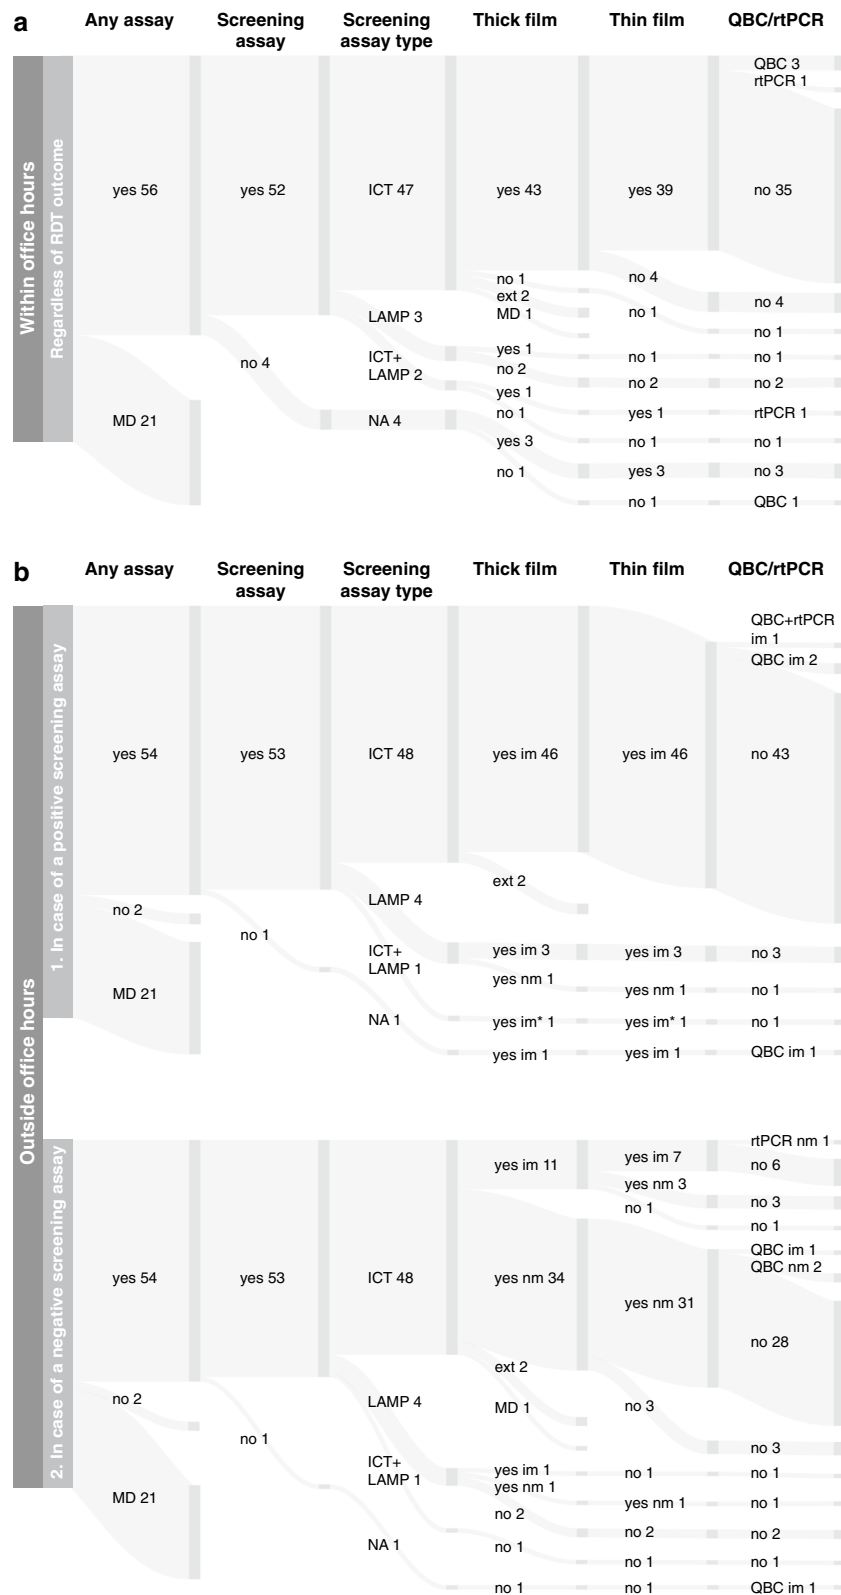 a
Any assay
Screening
assay
Screening
assay type
Thick film
Thin film
QBC/rtPCR
Within office hours
Regardless of RDT outcome
yes 56
yes 52
ICT 47
yes 43
yes 39
QBC 3
rtPCR 1
no 35
no 1
ext 2
MD 1
no 4
no 1
no 4
no 1
LAMP 3
ICT+
LAMP 2
no 4
NA 4
MD 21
yes 1
no 2
yes 1
no 1
yes 3
no 1
no 1
no 2
yes 1
no 1
yes 3
no 1
no 1
no 2
rtPCR 1
no 1
no 3
QBC 1
b
Any assay
Screening
assay
Screening
assay type
Thick film
Thin film
QBC/rtPCR
Outside office hours
1. In case of a positive screening assay
yes 54
yes 53
ICT 48
yes im 46
yes im 46
QBC+rtPCR
im 1
QBC im 2
no 43
no 2
MD 21
no 1
LAMP 4
ICT+
LAMP 1
NA 1
ext 2
yes im 3
yes nm 1
yes im* 1
yes im 1
yes im 3
yes nm 1
yes im* 1
yes im 1
no 3
no 1
no 1
QBC im 1
2. In case of a negative screening assay
yes 54
yes 53
ICT 48
yes im 11
yes im 7
yes nm 3
no 1
rtPCR nm 1
no 6
no 3
no 1
yes nm 34
yes nm 31
QBC im 1
QBC nm 2
no 28
ext 2
MD 1
no 3
no 3
no 2
MD 21
no 1
LAMP 4
ICT+
LAMP 1
NA 1
yes im 1
yes nm 1
no 2
no 1
no 1
no 1
yes nm 1
no 2
no 1
no 1
no 1
no 1
no 2
no 1
QBC im 1